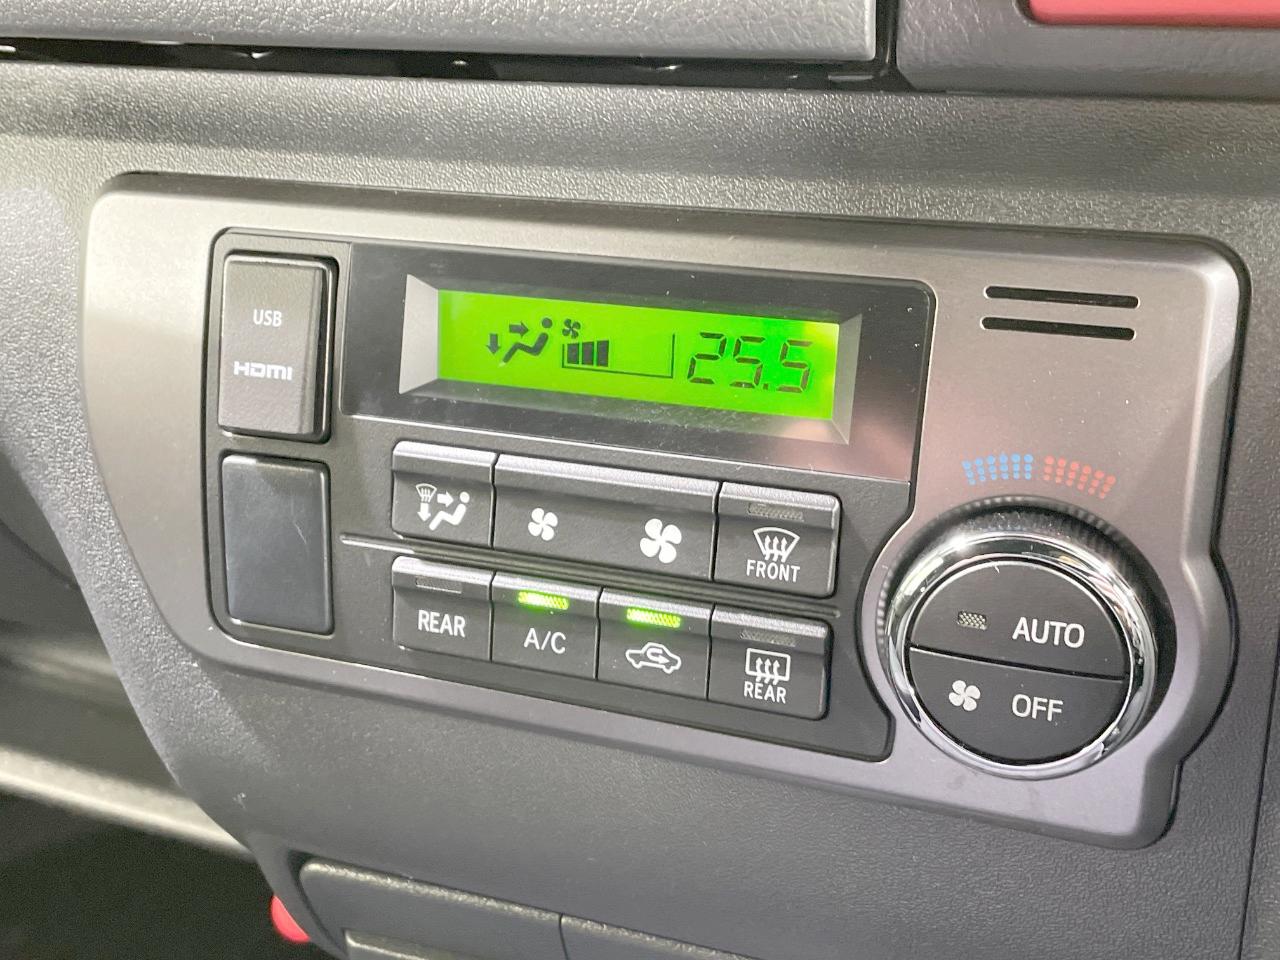 USB
HDMI
25.5
FRONT
REAR
A/C
REAR
AUTO
OFF